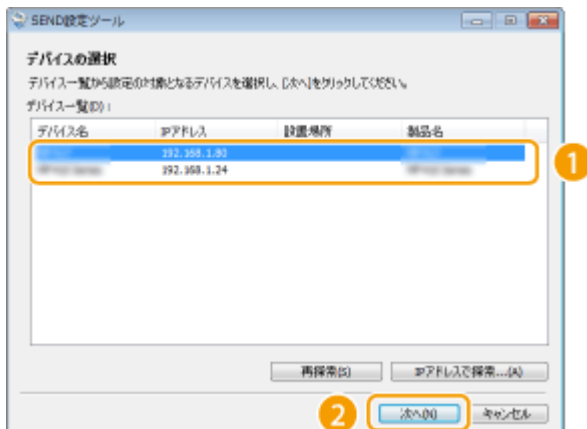 SEND設定ツール
デバイスの選択
デバイス一覧から設定の対象となるデバイスを選択し、[次へ]をクリックしてください。
デバイス一覧(D):
デバイス名 IPアドレス 設置場所 製品名
192.168.1.80
192.168.1.24
1
再探索(S) IPアドレスで探索...(A)
2 次へ(N) キャンセル